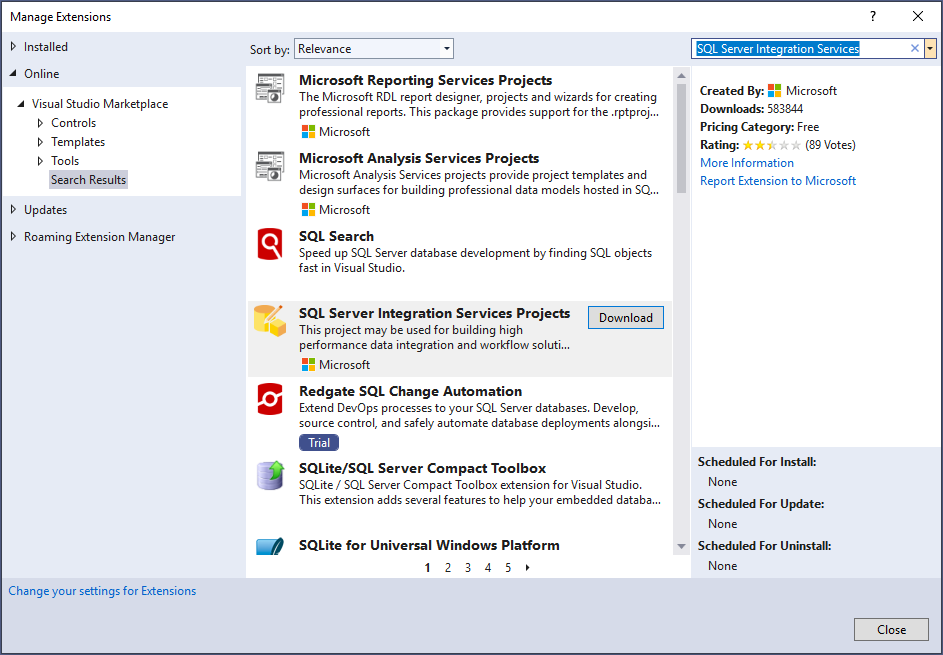 Manage Extensions
?
Installed
Online
Visual Studio Marketplace
Controls
Templates
Tools
Search Results
Updates
Roaming Extension Manager
Sort by: Relevance
SQL Server Integration Services
Microsoft Reporting Services Projects
The Microsoft RDL report designer, projects and wizards for creating
professional reports. This package provides support for the .rptproj...
Microsoft
Microsoft Analysis Services Projects
Microsoft Analysis Services projects provide project templates and
design surfaces for building professional data models hosted in SQ...
Microsoft
SQL Search
Speed up SQL Server database development by finding SQL objects
fast in Visual Studio.
SQL Server Integration Services Projects
Download
This project may be used for building high
performance data integration and workflow soluti...
Microsoft
Redgate SQL Change Automation
Extend DevOps processes to your SQL Server databases. Develop,
source control, and safely automate database deployments alongsi...
Trial
SQLite/SQL Server Compact Toolbox
SQLite / SQL Server Compact Toolbox extension for Visual Studio.
This extension adds several features to help your embedded databa...
SQLite for Universal Windows Platform
1 2 3 4 5
Created By: Microsoft
Downloads: 583844
Pricing Category: Free
Rating: (89 Votes)
More Information
Report Extension to Microsoft
Scheduled For Install:
None
Scheduled For Update:
None
Scheduled For Uninstall:
None
Change your settings for Extensions
Close